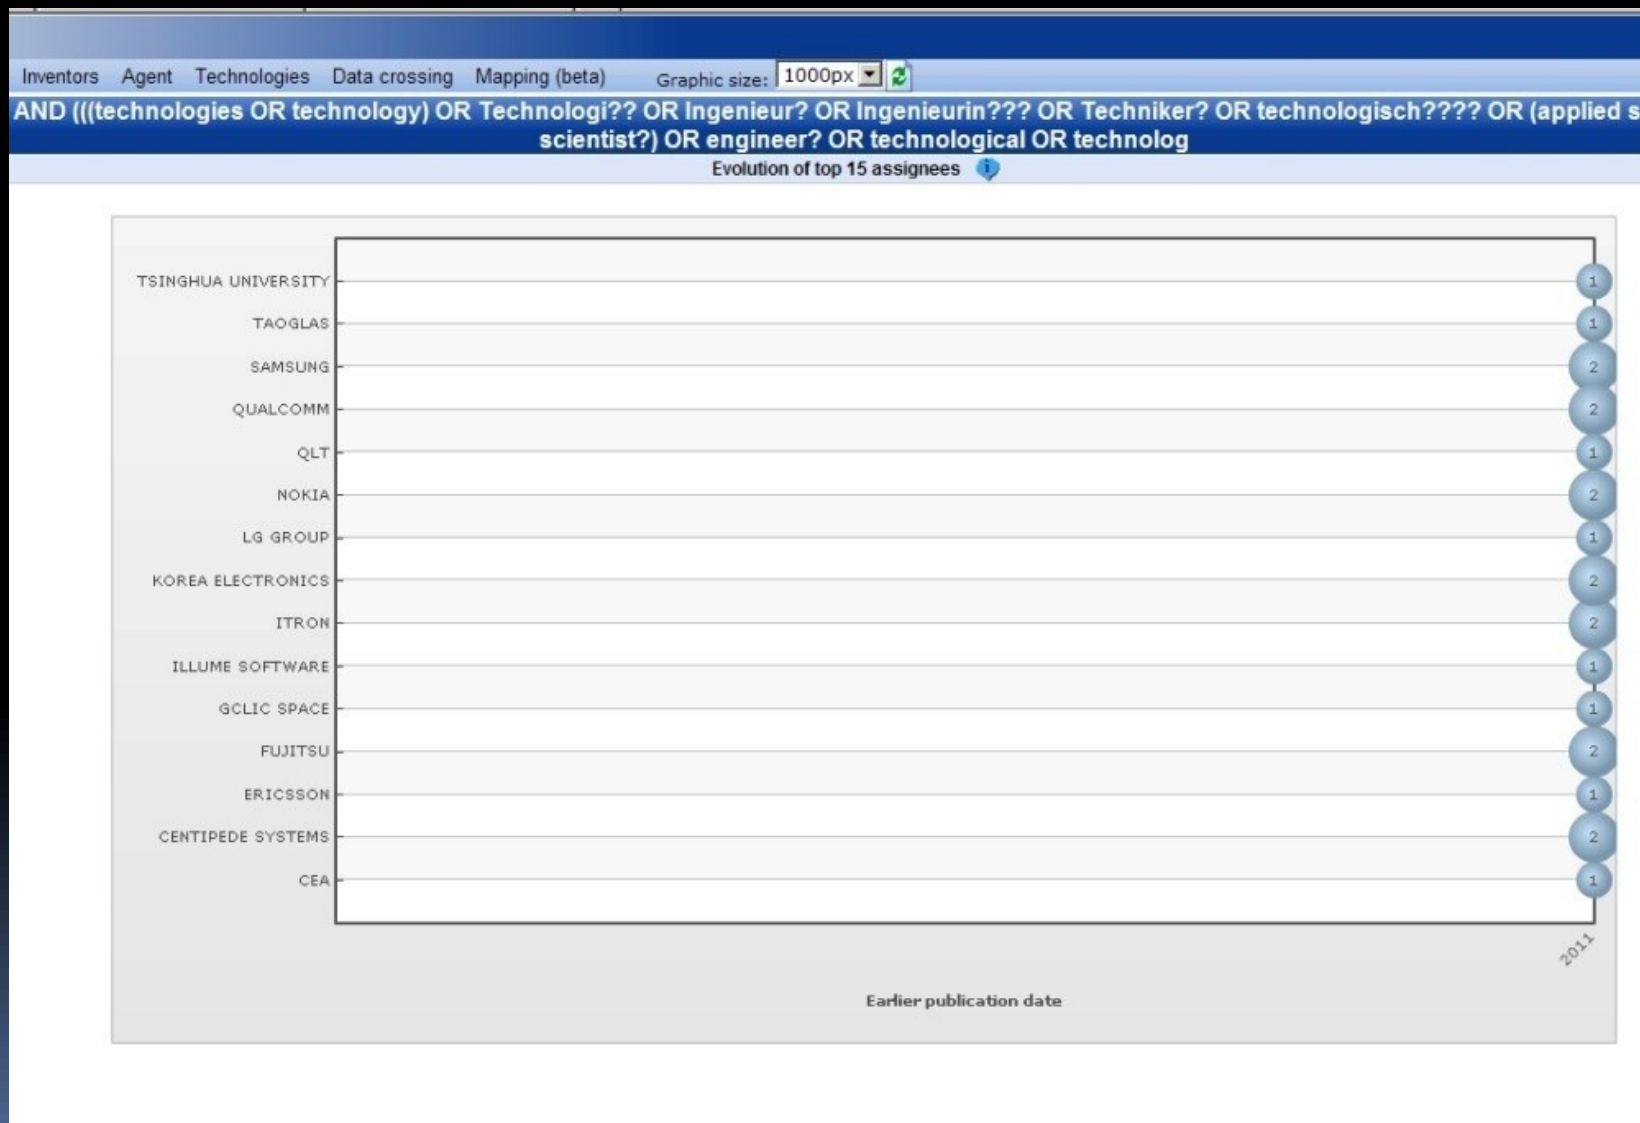 Inventors Agent Technologies Data crossing Mapping (beta) Graphic size: 1000px
AND (((technologies OR technology) OR Technologi?? OR Ingenieur? OR Ingenieurin??? OR Techniker? OR technologisch???? OR (applied s
scientist?) OR engineer? OR technological OR technolog
Evolution of top 15 assignees i
TSINGHUA UNIVERSITY 1
TAOGLAS 1
SAMSUNG 2
QUALCOMM 2
QLT 1
NOKIA 2
LG GROUP 1
KOREA ELECTRONICS 2
ITRON 2
ILLUME SOFTWARE 1
GCLIC SPACE 1
FUJITSU 2
ERICSSON 1
CENTIPEDE SYSTEMS 2
CEA 1
2011
Earlier publication date